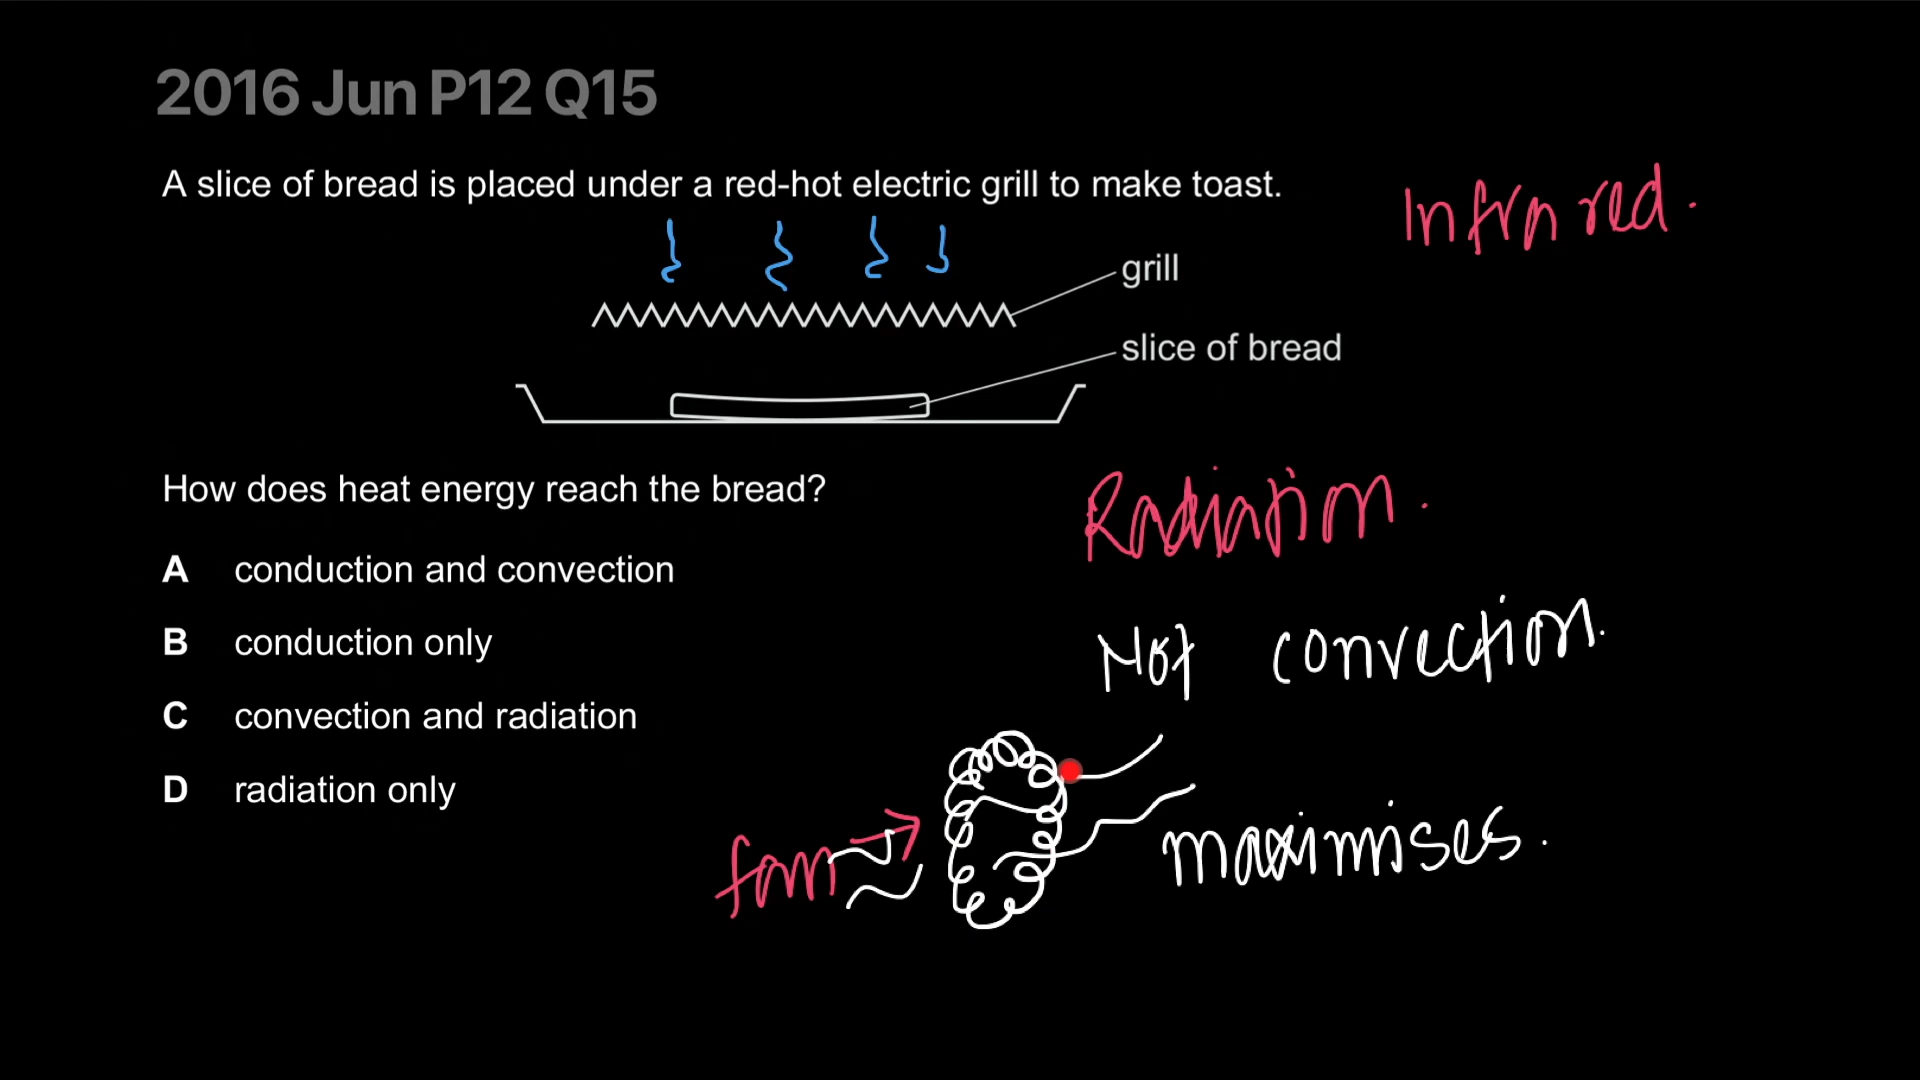 2016 Jun P12 Q15
A slice of bread is placed under a red-hot electric grill to make toast.
Infra red.
grill
slice of bread
How does heat energy reach the bread?
Radiation.
A conduction and convection
B conduction only
Not convection.
C convection and radiation
D radiation only
fan
maximises.